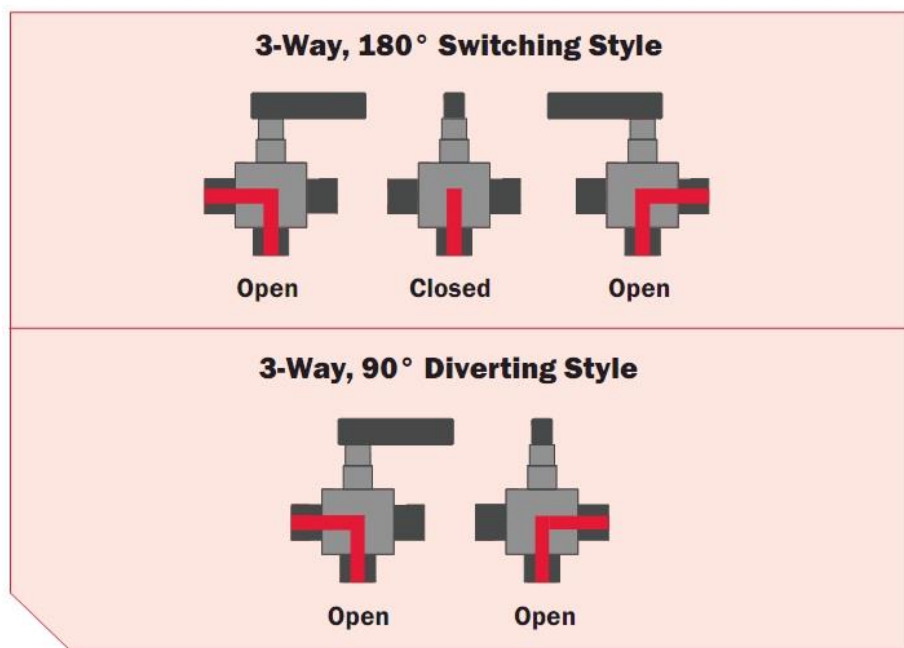 3-Way, 180° Switching Style
Open Closed Open
3-Way, 90° Diverting Style
Open Open